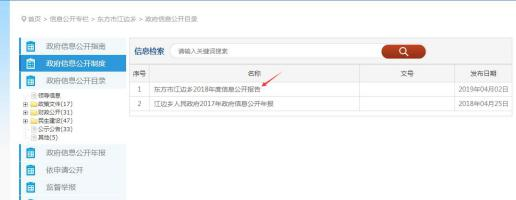 首页 > 信息公开专栏 > 东方市江边乡 > 政府信息公开目录
政府信息公开指南
政府信息公开制度
政府信息公开目录
领导信息
政策文件(17)
财政公开(31)
民生建设(47)
公示公告(33)
其他(5)
政府信息公开年报
依申请公开
监督举报
信息检索 请输入关键词搜索
序号 名称 文号 发布日期
1 东方市江边乡2018年度信息公开报告 2019年04月02日
2 江边乡人民政府2017年政府信息公开年报 2018年04月25日